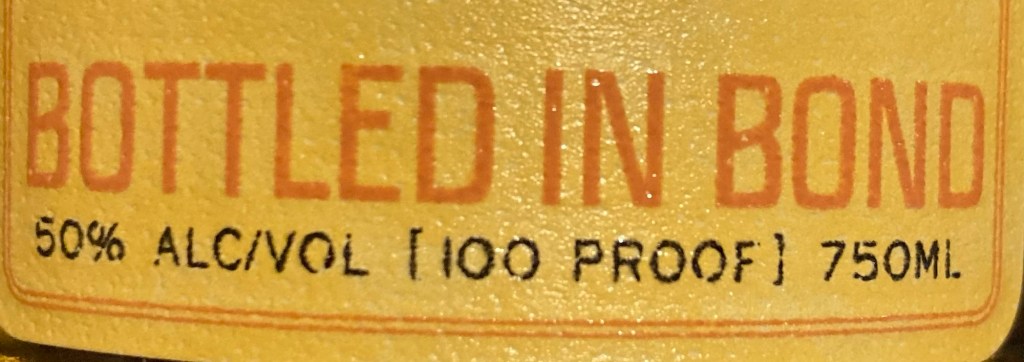 BOTTLED IN BOND
50% ALC/VOL [100 PROOF] 750ML